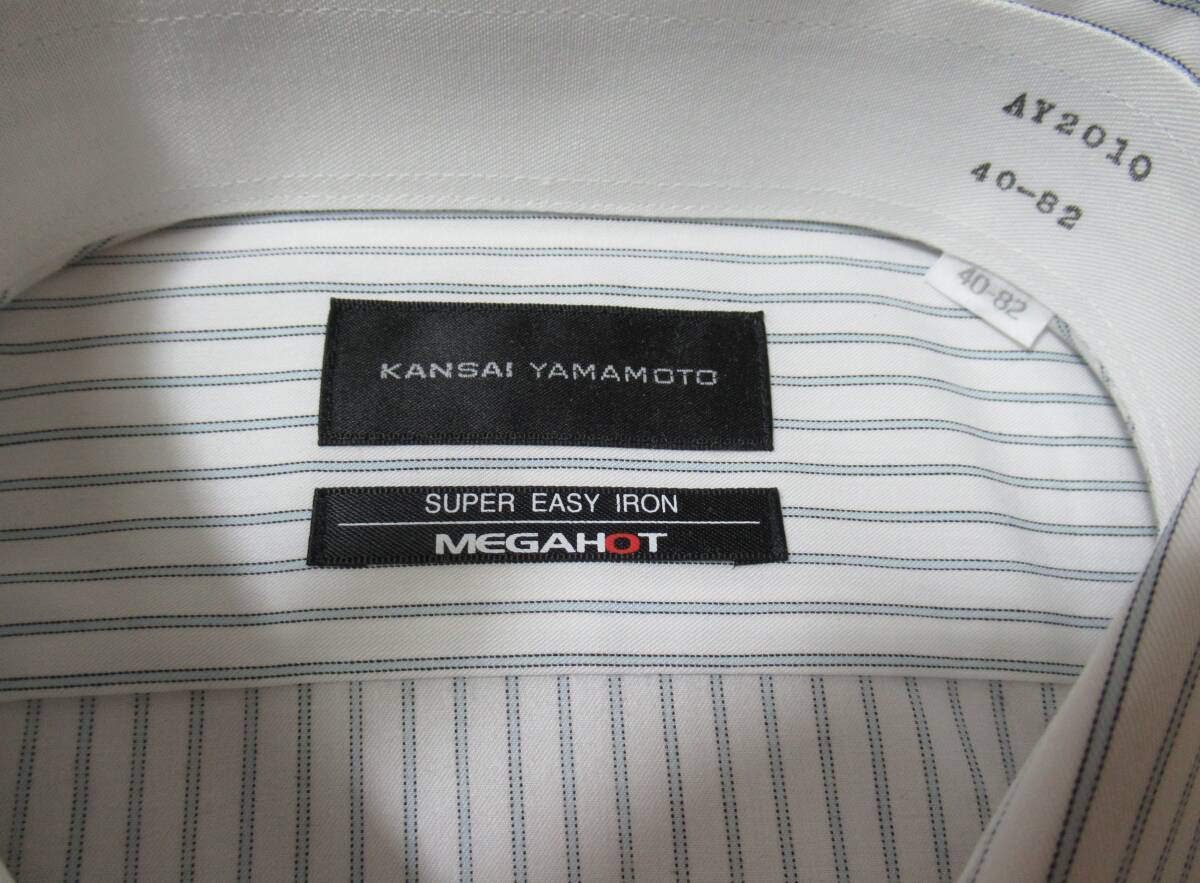 AY2010
40-82
40-82
KANSAI YAMAMOTO
SUPER EASY IRON
MEGAHOT